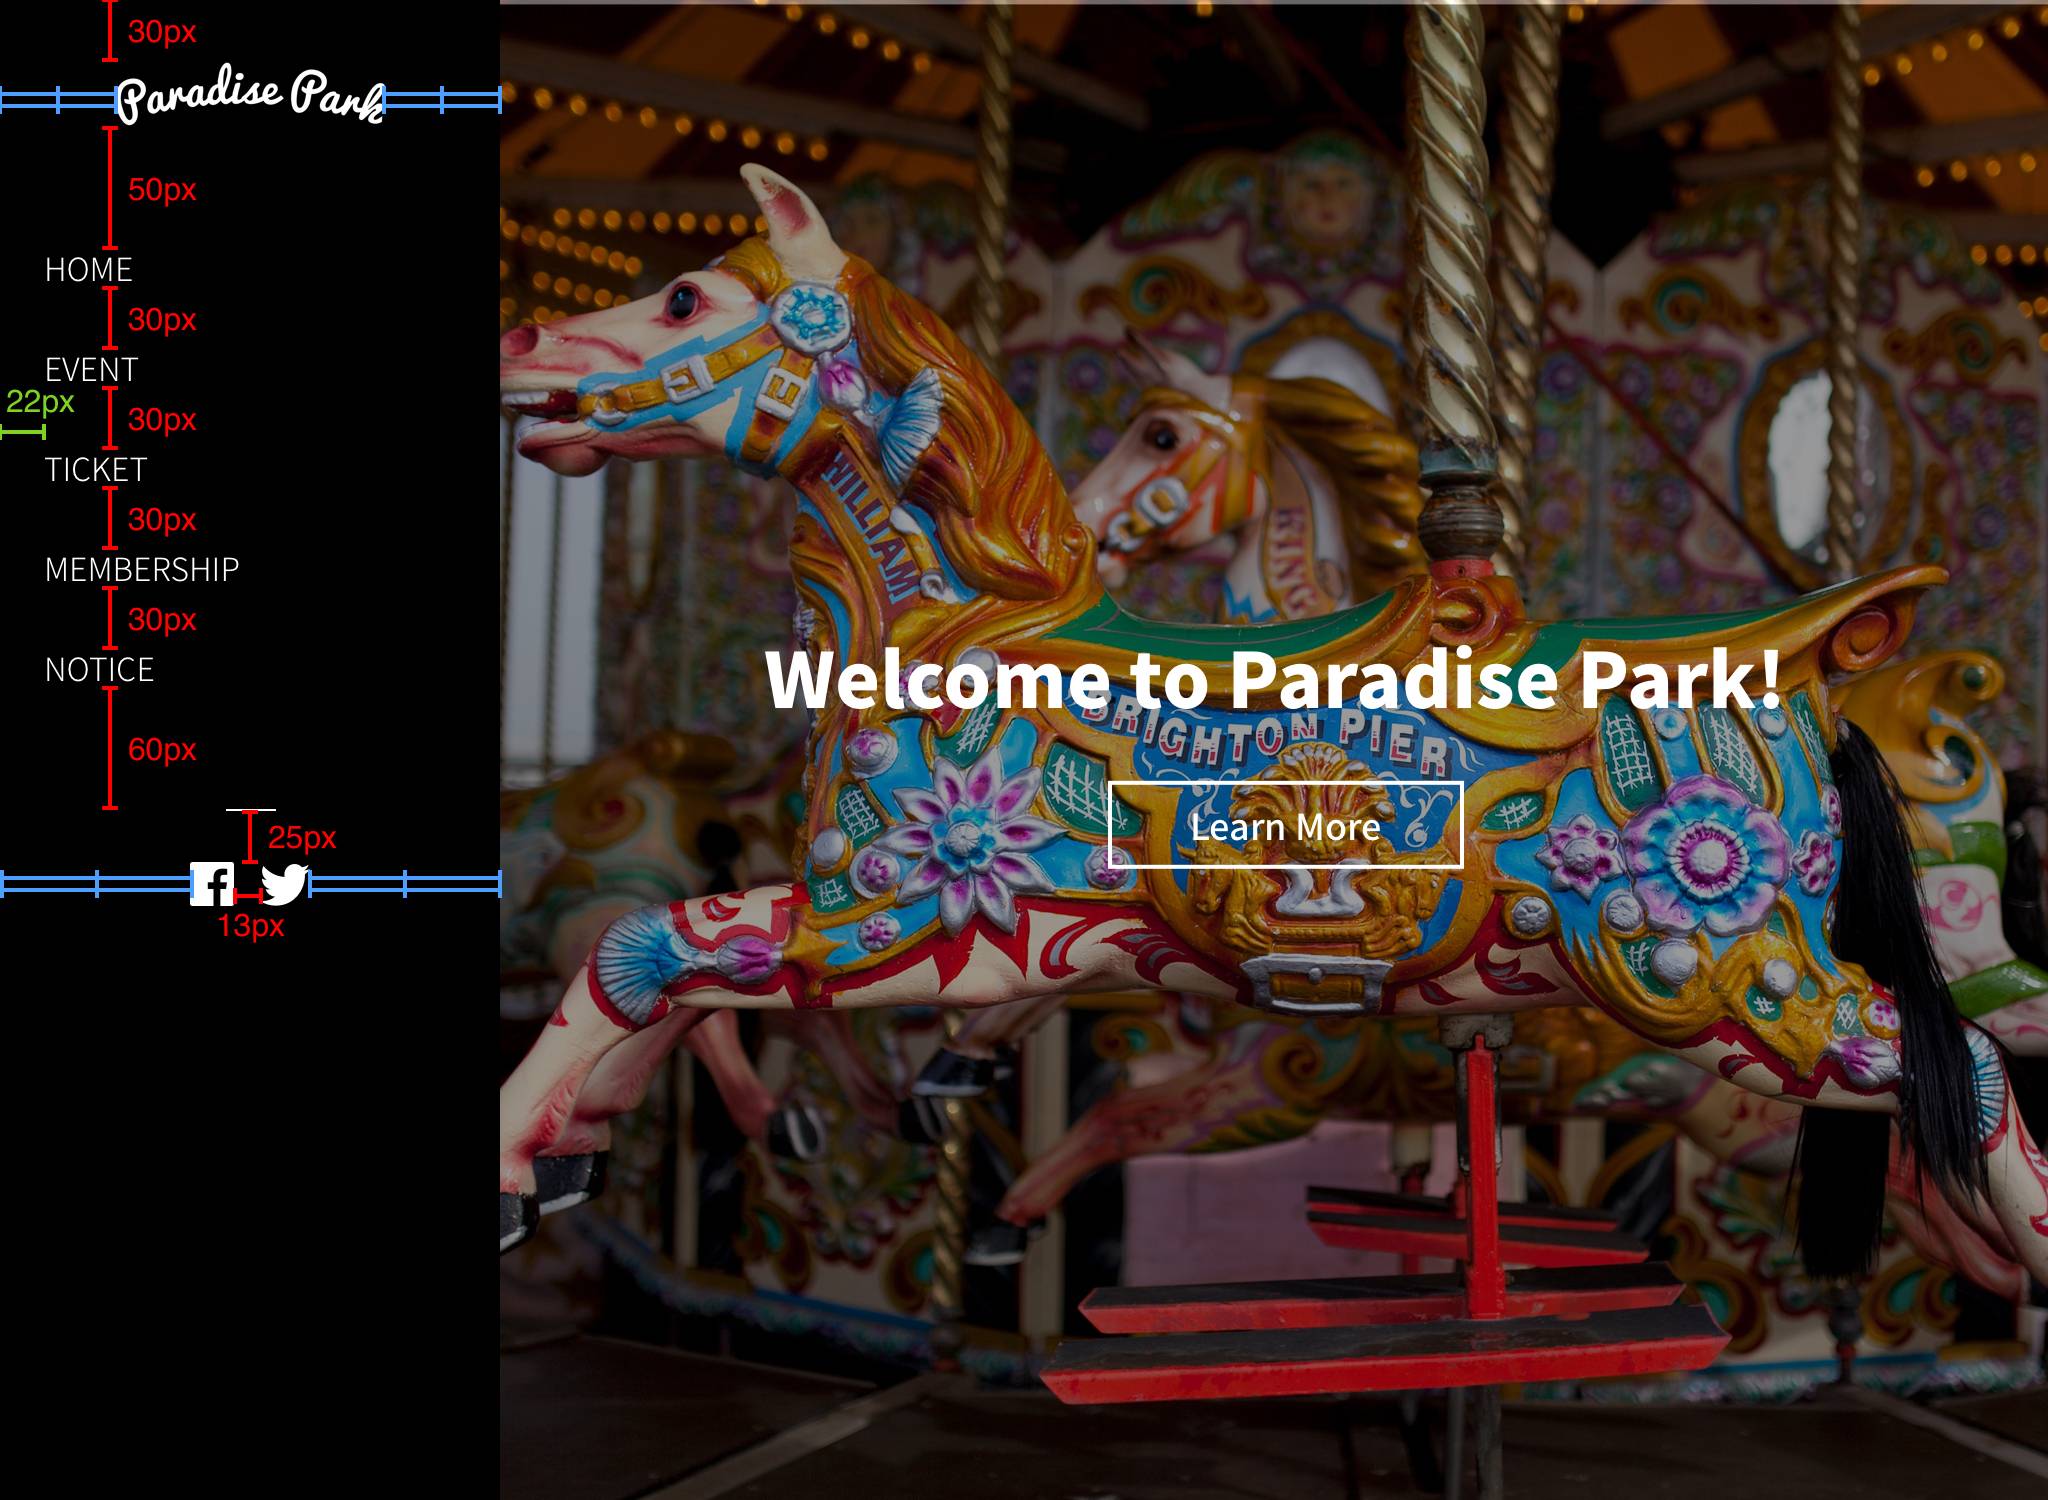 30px
Paradise Park
50px
HOME
30px
EVENT
22px
30px
TICKET
30px
MEMBERSHIP
30px
NOTICE
60px
25px
13px
WILLIAM
KING
Welcome to Paradise Park!
BRIGHTON PIER
Learn More